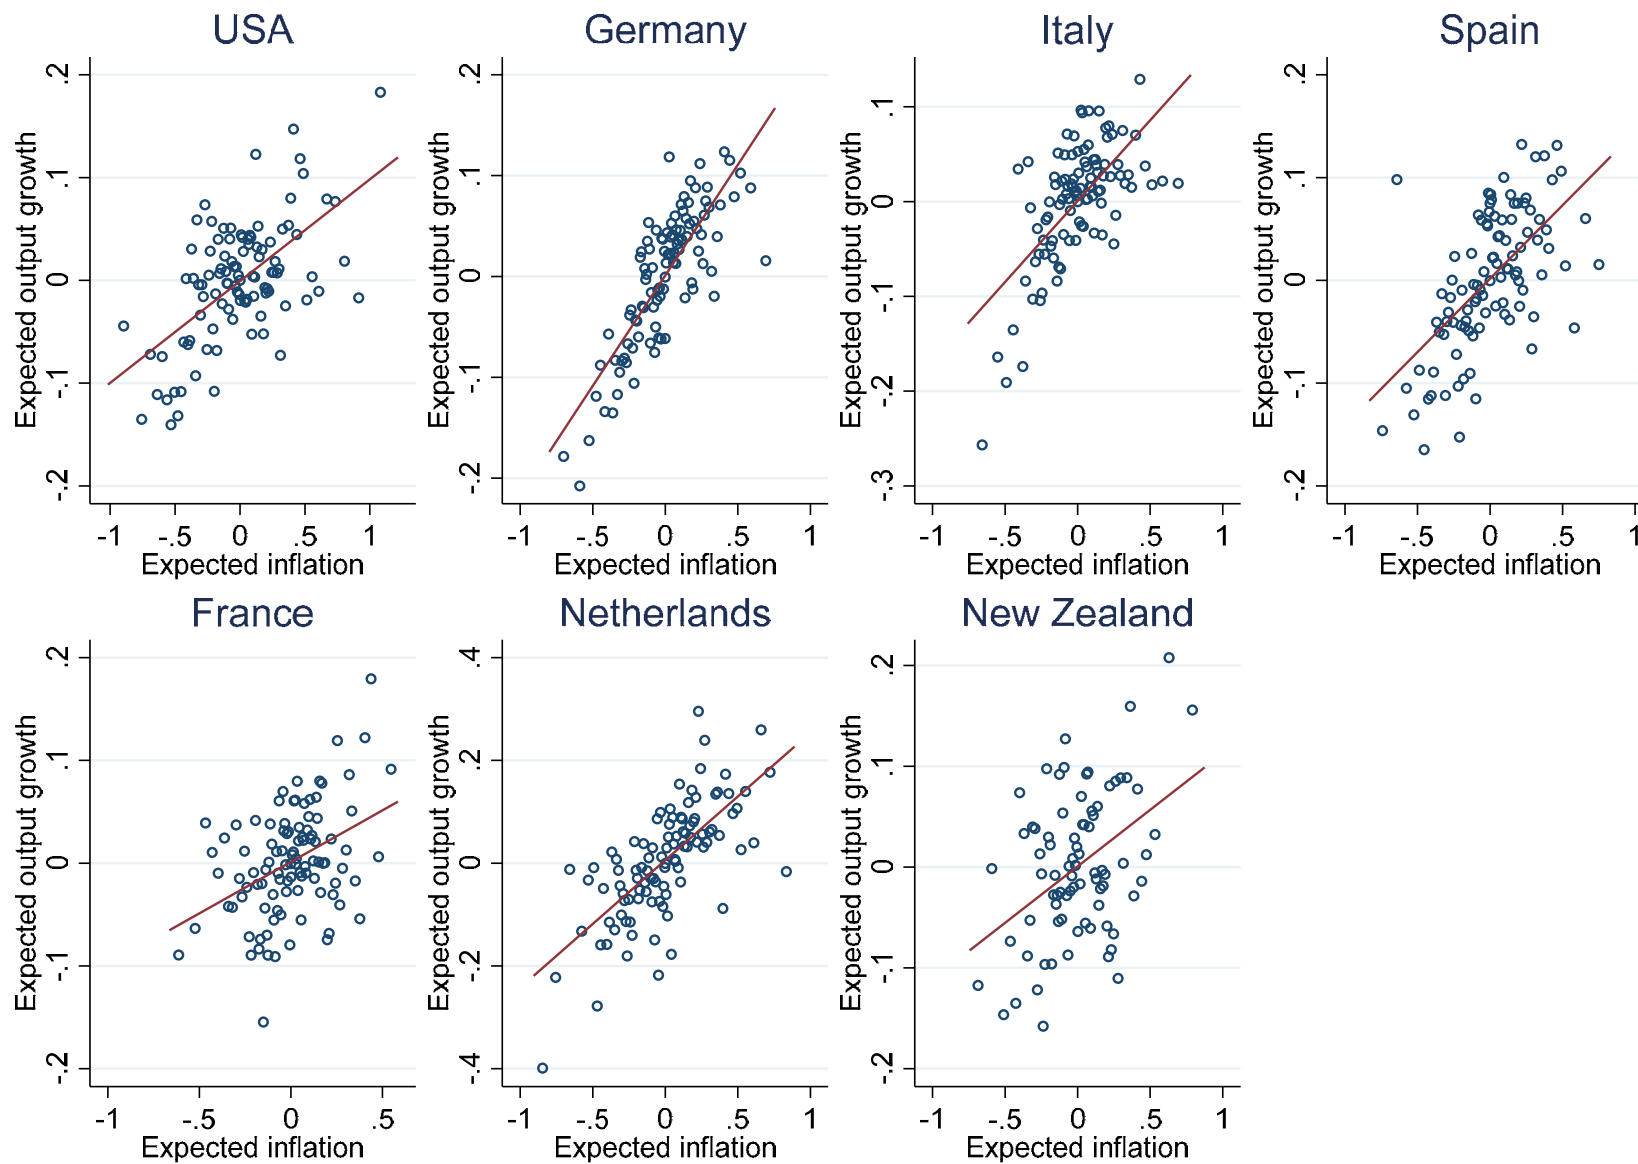 USA
Expected output growth
.2
.1
0
-.1
-.2
-1 -.5 0 .5 1
Expected inflation
Germany
Expected output growth
.2
.1
0
-.1
-.2
-1 -.5 0 .5 1
Expected inflation
Italy
Expected output growth
.1
0
-.1
-.2
-.3
-1 -.5 0 .5 1
Expected inflation
Spain
Expected output growth
.2
.1
0
-.1
-.2
-1 -.5 0 .5 1
Expected inflation
France
Expected output growth
.2
.1
0
-.1
-.2
-1 -.5 0 .5
Expected inflation
Netherlands
Expected output growth
.4
.2
0
-.2
-.4
-1 -.5 0 .5 1
Expected inflation
New Zealand
Expected output growth
.2
.1
0
-.1
-.2
-1 -.5 0 .5 1
Expected inflation